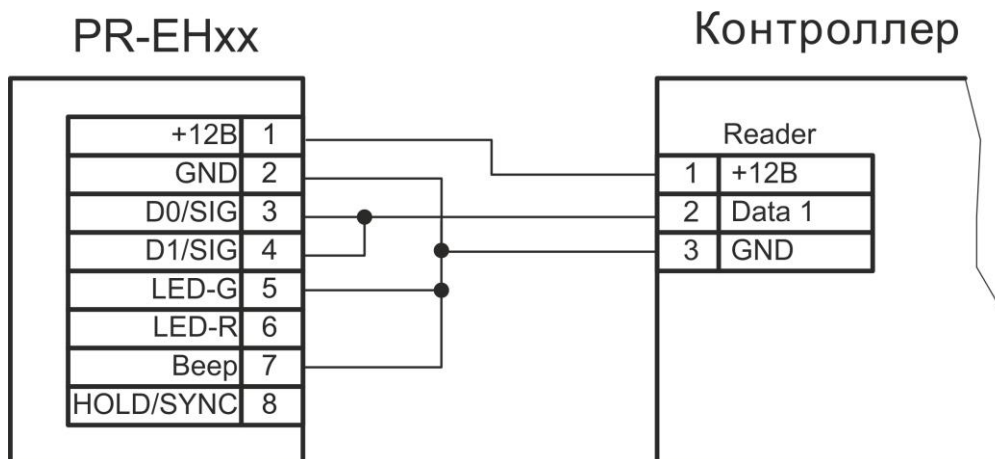 PR-EHxx
Контроллер
+12В 1
GND 2
D0/SIG 3
D1/SIG 4
LED-G 5
LED-R 6
Beep 7
HOLD/SYNC 8
Reader
1 +12В
2 Data 1
3 GND